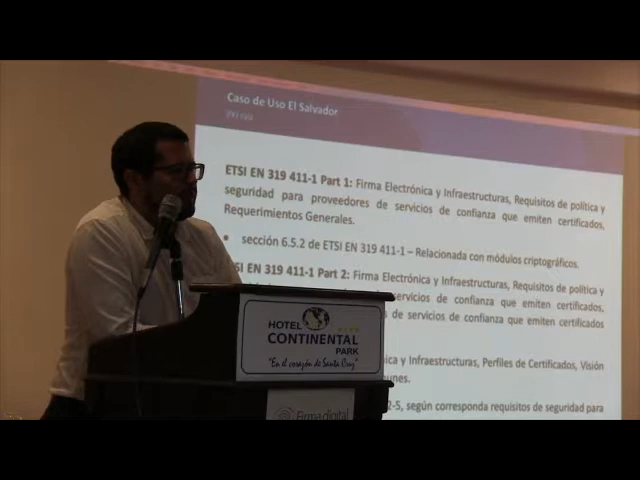 Caso de Uso El Salvador
ETSI EN 319 411-1 Part 1: Firma Electrónica y Infraestructuras, Requisitos de política y
seguridad para proveedores de servicios de confianza que emiten certificados,
Requerimientos Generales.
• sección 6.5.2 de ETSI EN 319 411-1 – Relacionada con módulos criptográficos.
SI EN 319 411-1 Part 2: Firma Electrónica y Infraestructuras, Requisitos de política y
servicios de confianza que emiten certificados,
de servicios de confianza que emiten certificados
ca y Infraestructuras, Perfiles de Certificados, Visión
unes.
2-5, según corresponda requisitos de seguridad para
HOTEL
CONTINENTAL
PARK
"En el corazón de Santa Cruz"
Firma digital